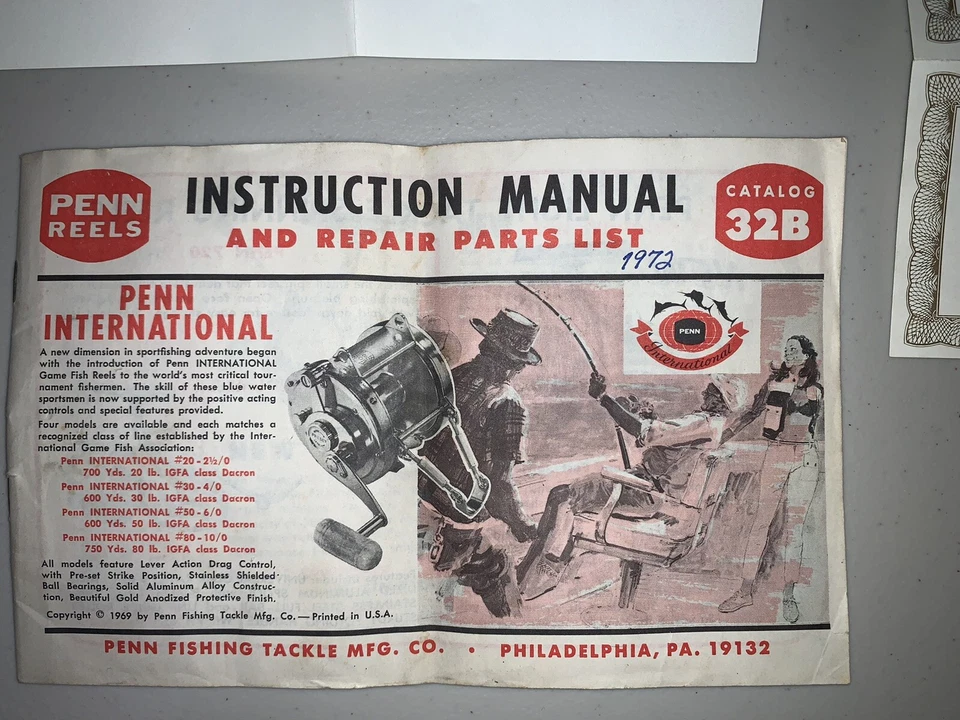 PENN
REELS
INSTRUCTION MANUAL
AND REPAIR PARTS LIST
1972
CATALOG
32B
PENN
INTERNATIONAL
A new dimension in sportfishing adventure began
with the introduction of Penn INTERNATIONAL
Game Fish Reels to the world's most critical tour-
nament fishermen. The skill of these blue water
sportsmen is now supported by the positive acting
controls and special features provided.
Four models are available and each matches a
recognized class of line established by the Inter-
national Game Fish Association:
Penn INTERNATIONAL #20-2½/0
700 Yds. 20 lb. IGFA class Dacron
Penn INTERNATIONAL #30-4/0
600 Yds. 30 lb. IGFA class Dacron
Penn INTERNATIONAL #50-6/0
600 Yds. 50 lb. IGFA class Dacron
Penn INTERNATIONAL #80-10/0
750 Yds. 80 lb. IGFA class Dacron
All models feature Lever Action Drag Control,
with Pre-set Strike Position, Stainless Shielded
Ball Bearings, Solid Aluminum Alloy Construc-
tion, Beautiful Gold Anodized Protective Finish.
Copyright © 1969 by Penn Fishing Tackle Mfg. Co.—Printed in U.S.A.
PENN
International
PENN FISHING TACKLE MFG. CO. • PHILADELPHIA, PA. 19132